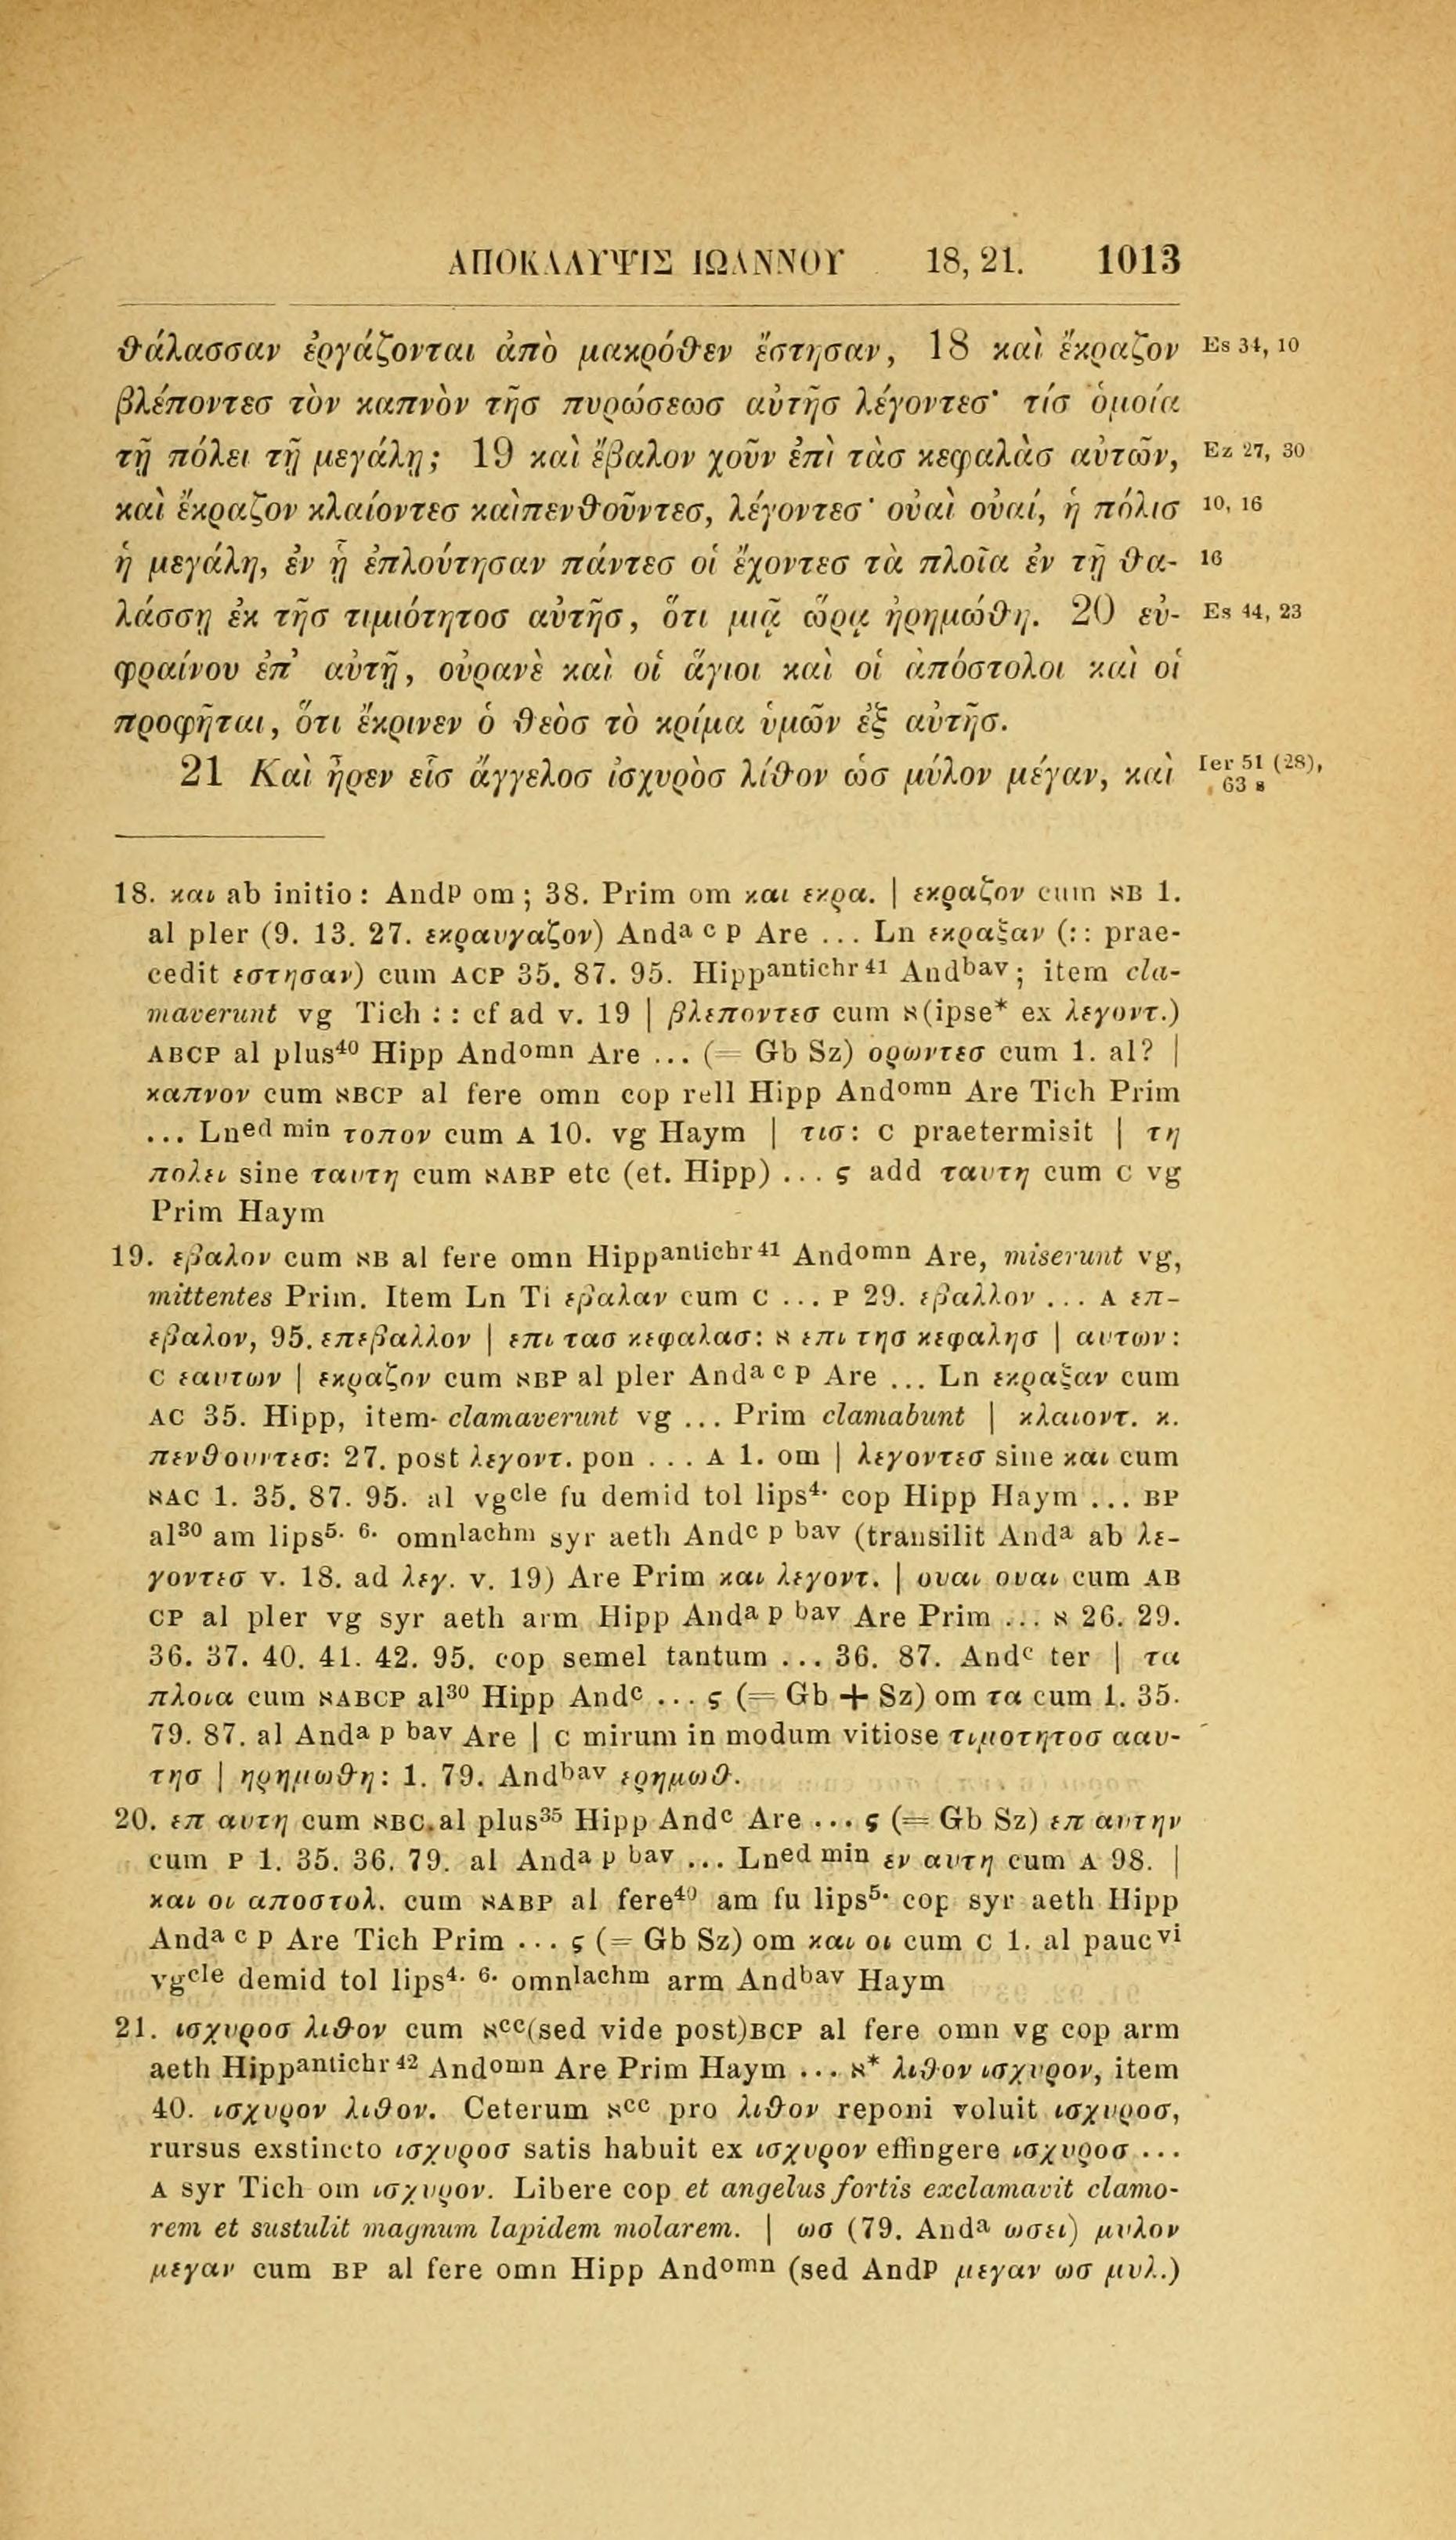 ΑΠΟΚΑΛΥΨΙΣ ΙΩΑΝΝΟΥ 18, 21. 1013
θάλασσαν ἐργάζονται ἀπὸ μακρόθεν ἔστησαν, 18 καὶ ἔκραζον Es 34, 10
βλέποντεσ τὸν καπνὸν τῆσ πυρώσεωσ αὐτῆσ λέγοντεσ· τίσ ὁμοία
τῇ πόλει τῇ μεγάλῃ; 19 καὶ ἔβαλον χοῦν ἐπὶ τὰσ κεφαλὰσ αὐτῶν, Ez 27, 30
καὶ ἔκραζον κλαίοντεσ καὶπενθοῦντεσ, λέγοντεσ· οὐαὶ οὐαί, ἡ πόλισ 10, 16
ἡ μεγάλη, ἐν ᾗ ἐπλούτησαν πάντεσ οἱ ἔχοντεσ τὰ πλοῖα ἐν τῇ θα- 16
λάσσῃ ἐκ τῆσ τιμιότητοσ αὐτῆσ, ὅτι μιᾷ ὥρᾳ ἠρημώθη. 20 εὐ- Es 44, 23
φραίνου ἐπ’ αὐτῇ, οὐρανὲ καὶ οἱ ἅγιοι καὶ οἱ ἀπόστολοι καὶ οἱ
προφῆται, ὅτι ἔκρινεν ὁ θεὸσ τὸ κρίμα ὑμῶν ἐξ αὐτῆσ.
21 Καὶ ἦρεν εἷσ ἄγγελοσ ἰσχυρὸσ λίθον ὡσ μύλον μέγαν, καὶ Ier 51 (28),
63 s
18. και ab initio: Andp om; 38. Prim om και εκρα. | εκραζον cum אB 1.
al pler (9. 13. 27. εκραυγαζον) Anda c p Are ... Ln εκραξαν (:: prae-
cedit εστησαν) cum ACP 35. 87. 95. Hippantichr 41 Andbav; item cla-
maverunt vg Tich : : cf ad v. 19 | βλεποντεσ cum א(ipse* ex λεγοντ.)
ABCP al plus40 Hipp Andomn Are ... (= Gb Sz) ορωντεσ cum 1. al? |
καπνον cum אBCP al fere omn cop rell Hipp Andomn Are Tich Prim
... Lned min τοπον cum A 10. vg Haym | τισ: C praetermisit | τη
πολει sine ταυτη cum אABP etc (et. Hipp) ... ς add ταυτη cum C vg
Prim Haym
19. εβαλον cum אB al fere omn Hippantichr 41 Andomn Are, miserunt vg,
mittentes Prim. Item Ln Ti εβαλαν cum C ... P 29. εβαλλον ... A επ-
εβαλον, 95. επεβαλλον | επι τασ κεφαλασ: א επι τησ κεφαλησ | αυτων:
C εαυτων | εκραζον cum אBP al pler Anda c p Are ... Ln εκραξαν cum
AC 35. Hipp, item clamaverunt vg ... Prim clamabunt | κλαιοντ. κ.
πενθουντεσ: 27. post λεγοντ. pon ... A 1. om | λεγοντεσ sine και cum
אAC 1. 35. 87. 95. al vgcle fu demid tol lips4. cop Hipp Haym ... BP
al30 am lips5. 6. omnlachm syr aeth Andc p bav (transilit Anda ab λε-
γοντεσ v. 18. ad λεγ. v. 19) Are Prim και λεγοντ. | ουαι ουαι cum AB
CP al pler vg syr aeth arm Hipp Anda p bav Are Prim ... א 26. 29.
36. 37. 40. 41. 42. 95. cop semel tantum ... 36. 87. Andc ter | τα
πλοια cum אABCP al30 Hipp Andc ... ς (= Gb + Sz) om τα cum 1. 35.
79. 87. al Anda p bav Are | C mirum in modum vitiose τιμοτητοσ ααυ-
τησ | ηρημωθη: 1. 79. Andbav ερημωθ.
20. επ αυτη cum אBC.al plus35 Hipp Andc Are ... ς (= Gb Sz) επ αυτην
cum P 1. 35. 36. 79. al Anda p bav ... Lned min εν αυτη cum A 98. |
και οι αποστολ. cum אABP al fere40 am fu lips5. cop syr aeth Hipp
Anda c p Are Tich Prim ... ς (= Gb Sz) om και οι cum C 1. al paucvi
vgcle demid tol lips4. 6. omnlachm arm Andbav Haym
21. ισχυροσ λιθον cum אcc(sed vide post)BCP al fere omn vg cop arm
aeth Hippantichr 42 Andomn Are Prim Haym ... א* λιθον ισχυρον, item
40. ισχυρον λιθον. Ceterum אcc pro λιθον reponi voluit ισχυροσ,
rursus exstincto ισχυροσ satis habuit ex ισχυρον effingere ισχυροσ ...
A syr Tich om ισχυρον. Libere cop et angelus fortis exclamavit clamo-
rem et sustulit magnum lapidem molarem. | ωσ (79. Anda ωσει) μυλον
μεγαν cum BP al fere omn Hipp Andomn (sed Andp μεγαν ωσ μυλ.)